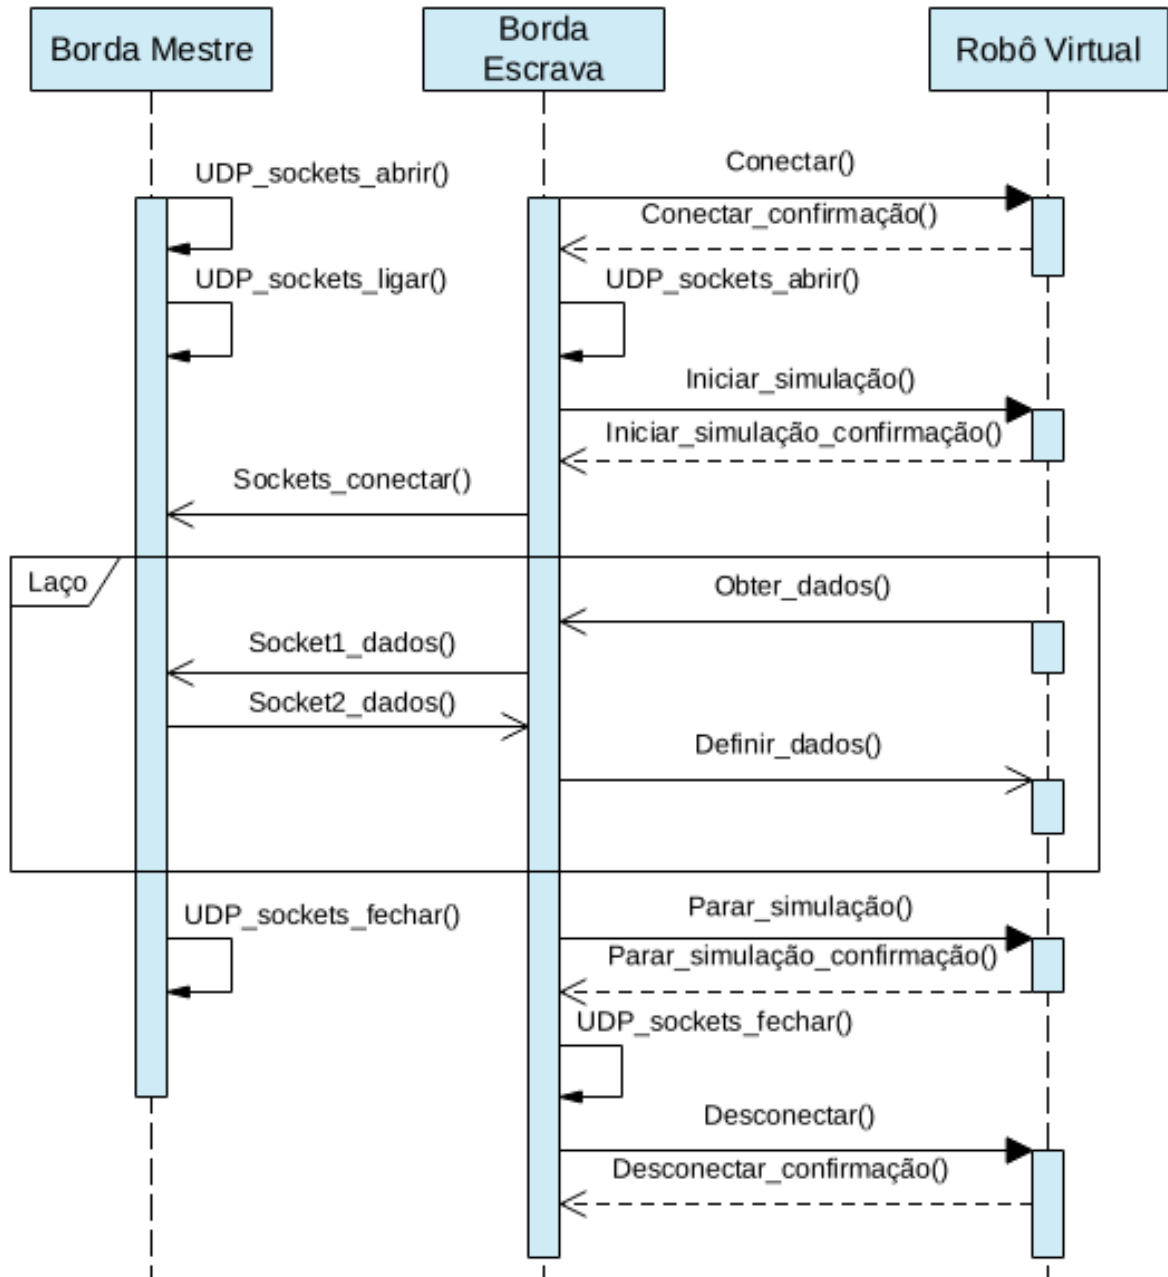 Borda Mestre
Borda
Escrava
Robô Virtual
Conectar()
UDP_sockets_abrir()
Conectar_confirmação()
UDP_sockets_ligar()
UDP_sockets_abrir()
Iniciar_simulação()
Iniciar_simulação_confirmação()
Sockets_conectar()
Laço
Obter_dados()
Socket1_dados()
Socket2_dados()
Definir_dados()
Parar_simulação()
UDP_sockets_fechar()
Parar_simulação_confirmação()
UDP_sockets_fechar()
Desconectar()
Desconectar_confirmação()